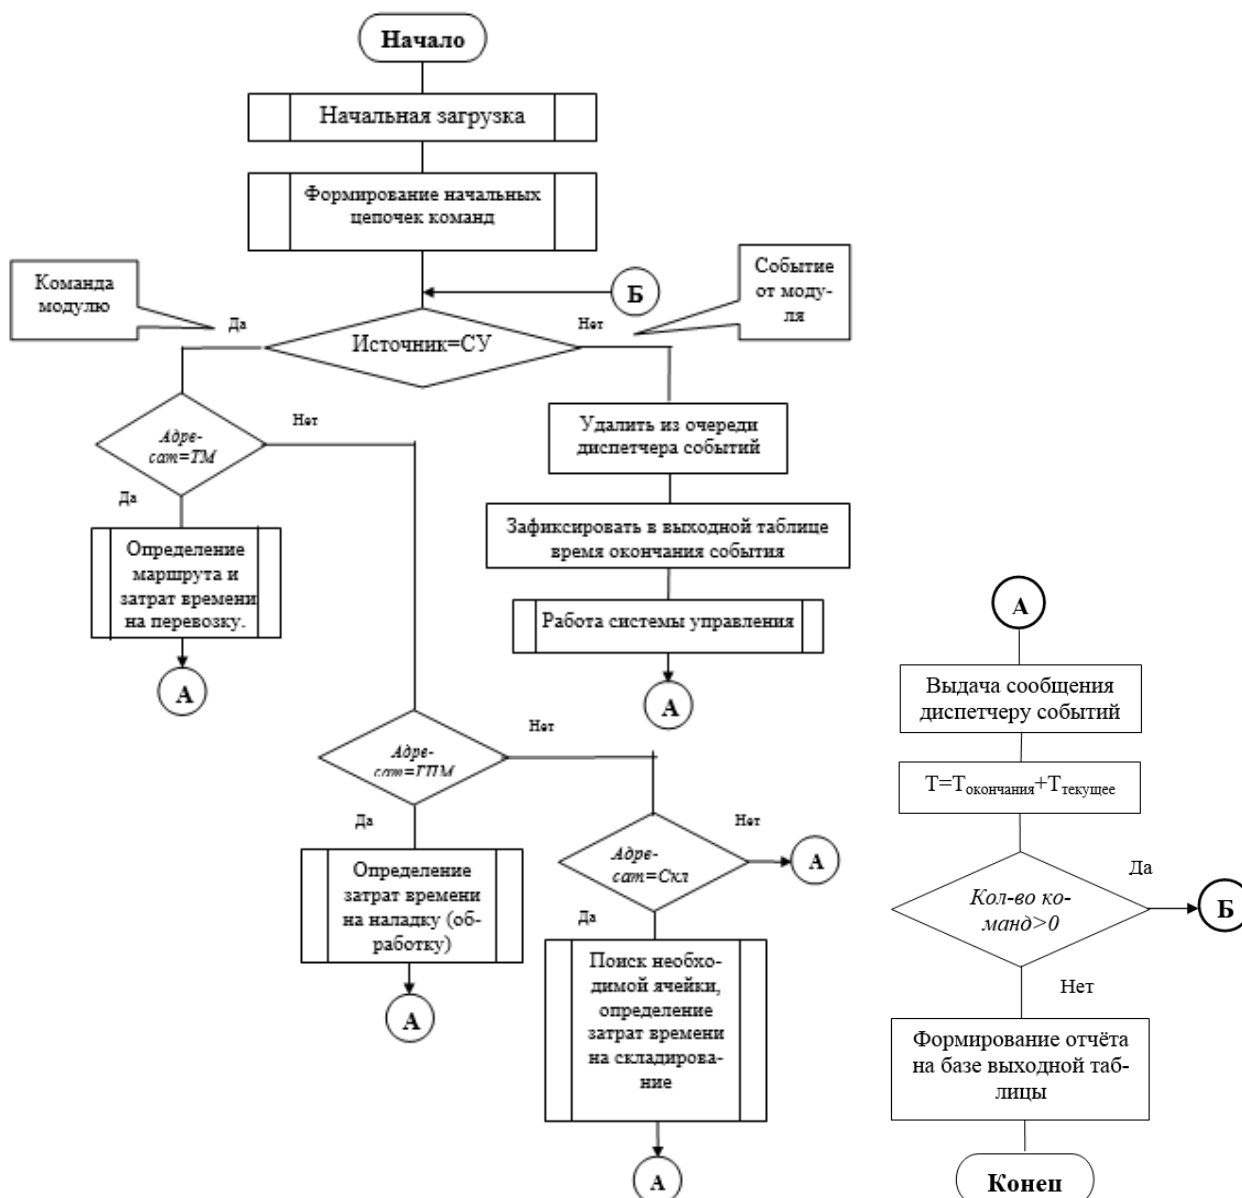 Начало
Начальная загрузка
Формирование начальных
цепочек команд
Команда
модулю
Событие
от моду-
ля
Б
Да
Нет
Источник=СУ
Адре-
сат=ТМ
Нет
Да
Удалить из очереди
диспетчера событий
Определение
маршрута и
затрат времени
на перевозку.
Зафиксировать в выходной таблице
время окончания события
Работа системы управления
А
А
Адре-
сат=ГПМ
Нет
Да
Определение
затрат времени
на наладку (об-
работку)
А
Адре-
сат=Скл
Нет
А
Да
Поиск необхо-
димой ячейки,
определение
затрат времени
на складирова-
ние
А
А
Выдача сообщения
диспетчеру событий
T=Tокончания+Tтекущее
Кол-во ко-
манд>0
Да
Б
Нет
Формирование отчёта
на базе выходной таб-
лицы
Конец